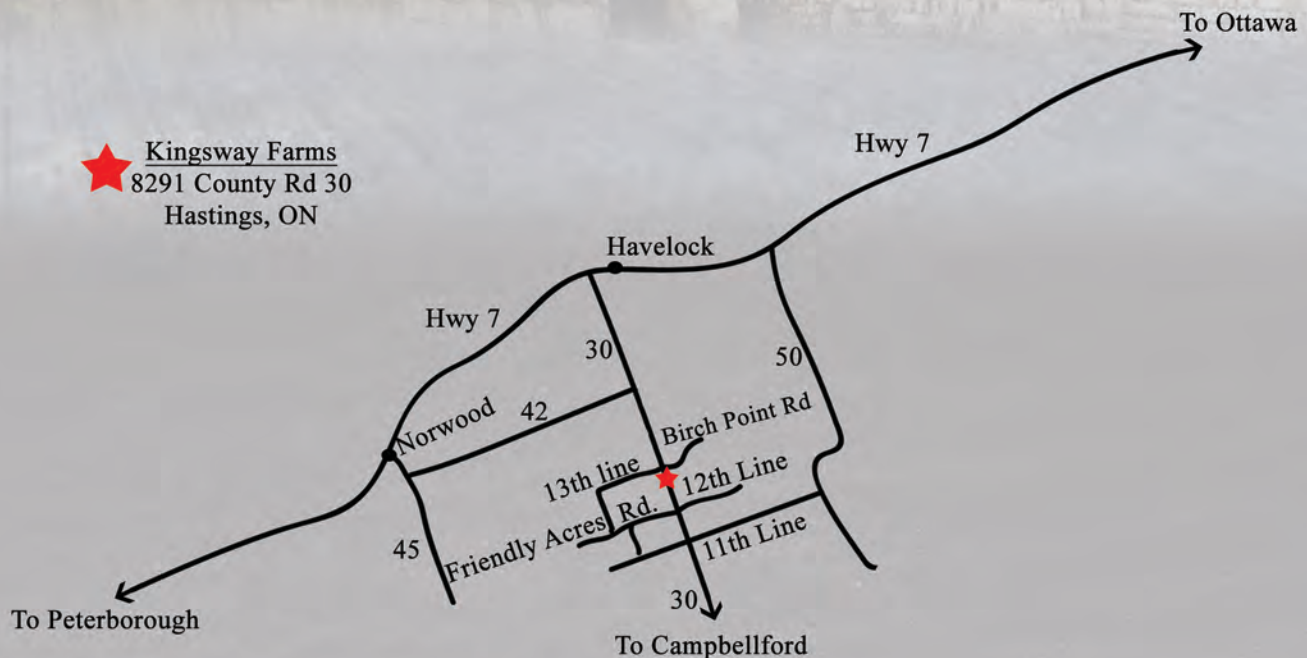 To Ottawa
Hwy 7
Kingsway Farms
8291 County Rd 30
Hastings, ON
Havelock
Hwy 7
30
50
Norwood
42
Birch Point Rd
13th line
12th Line
Friendly Acres Rd.
11th Line
45
30
To Peterborough
To Campbellford